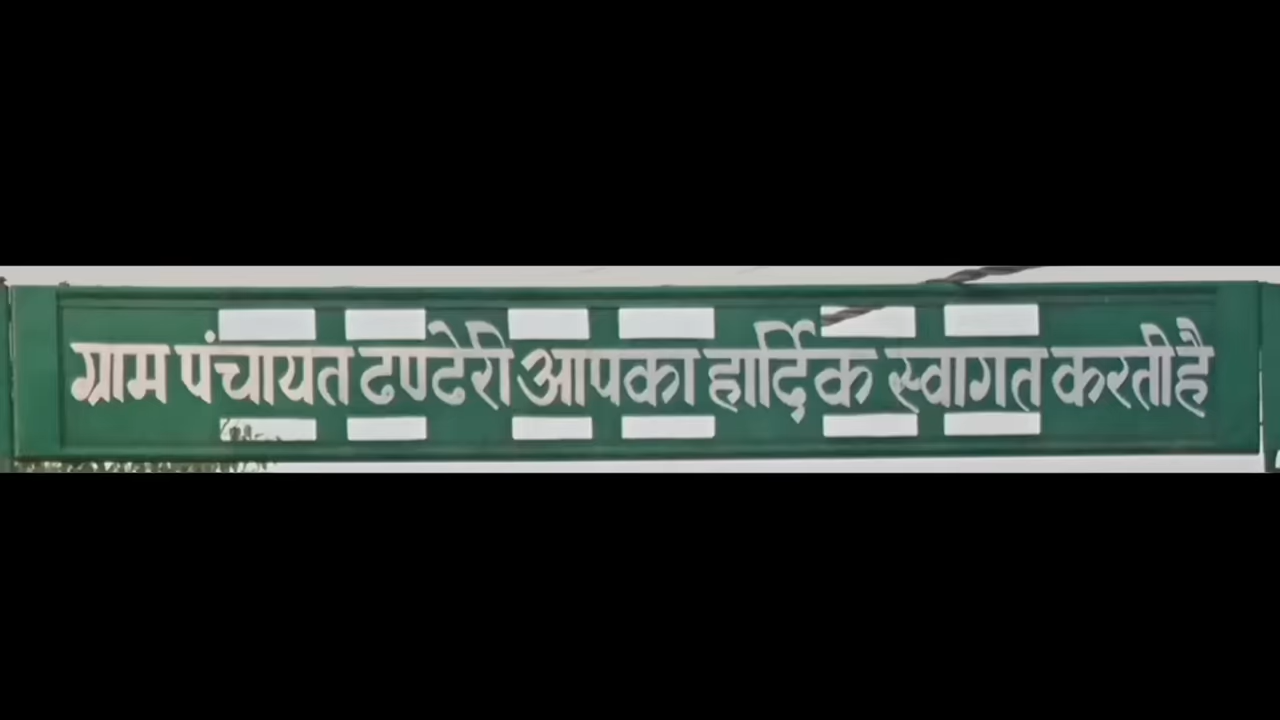 ग्राम पंचायत ढण्ढेरी आपका हार्दिक स्वागत करती है